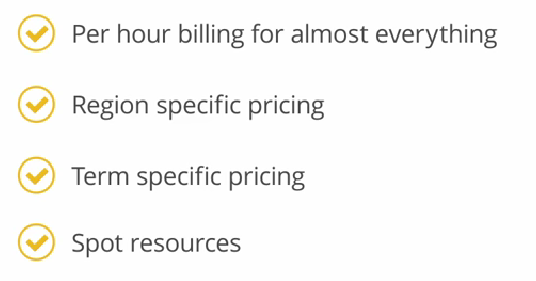 Per hour billing for almost everything
Region specific pricing
Term specific pricing
Spot resources